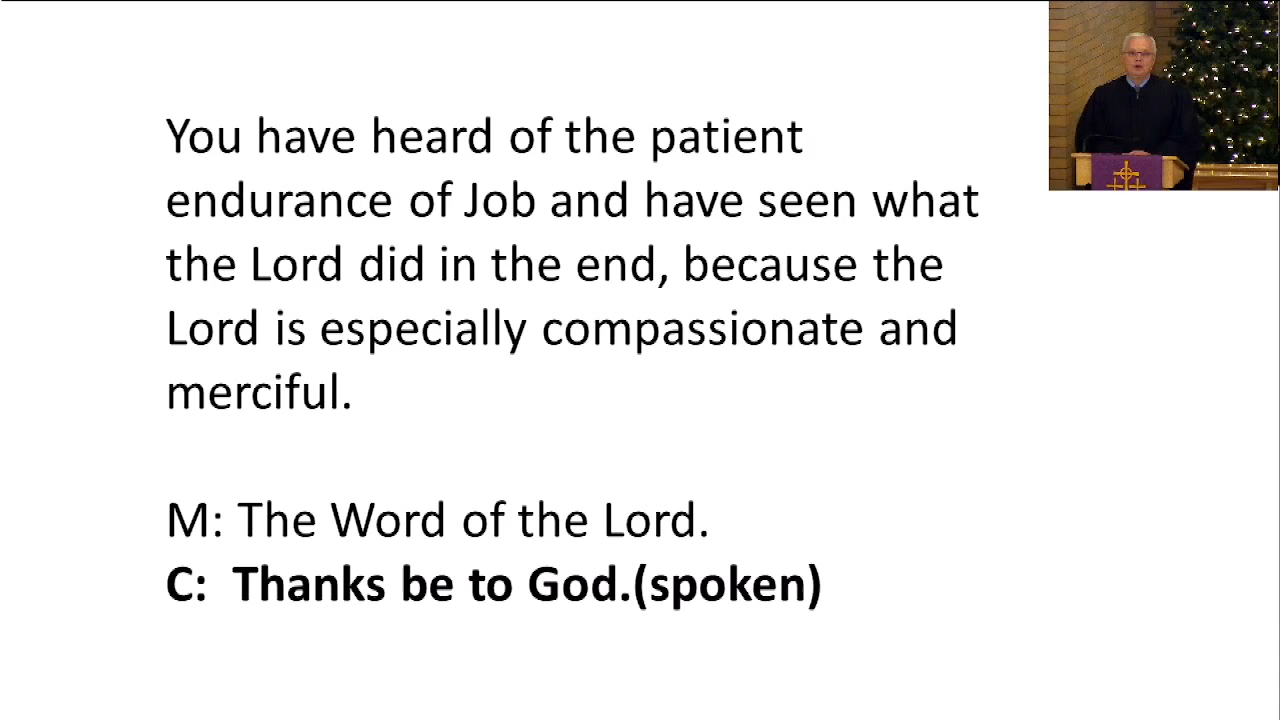 You have heard of the patient
endurance of Job and have seen what
the Lord did in the end, because the
Lord is especially compassionate and
merciful.
M: The Word of the Lord.
C:  Thanks be to God.(spoken)